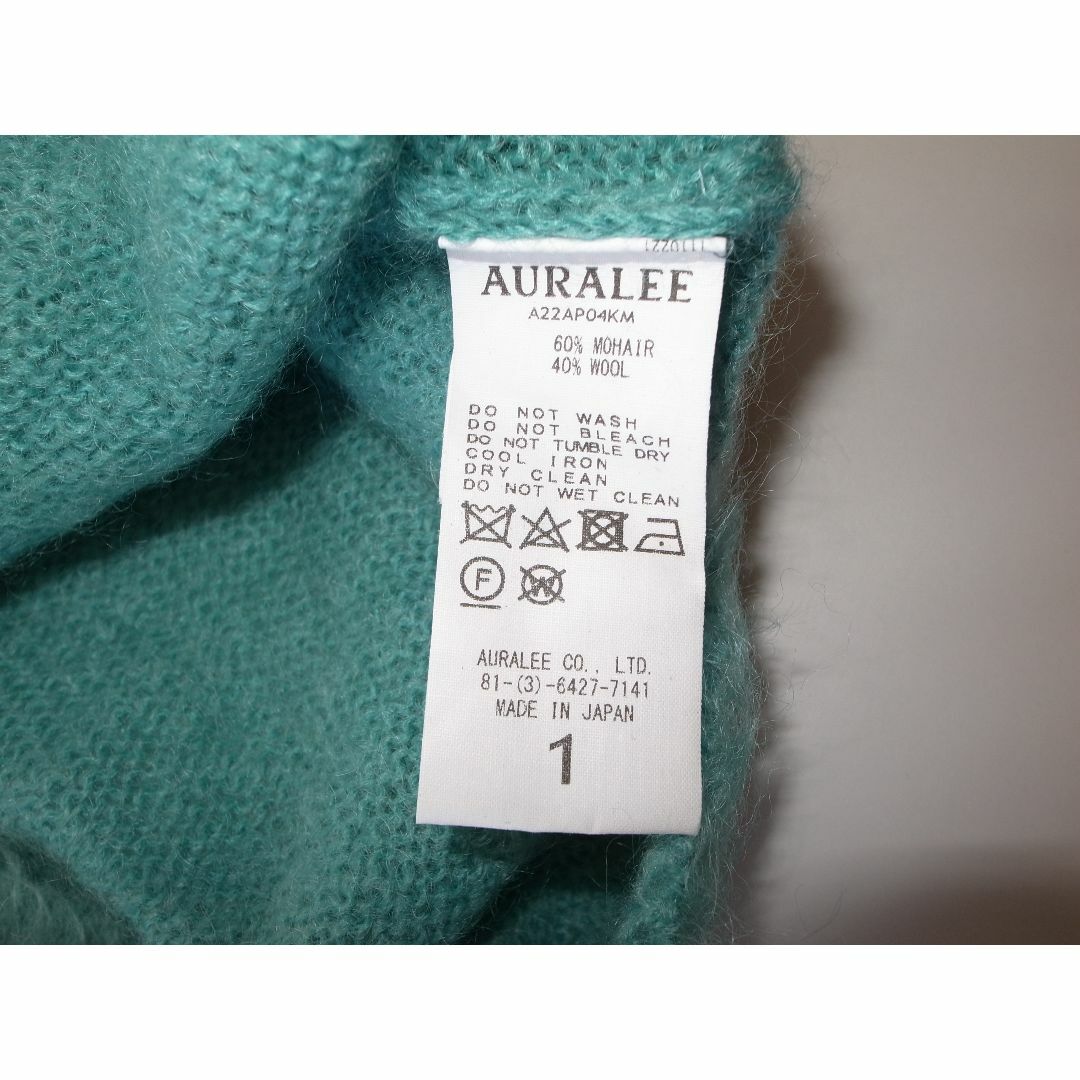 AURALEE
A22AP04KM
60% MOHAIR
40% WOOL
DO NOT WASH
DO NOT BLEACH
DO NOT TUMBLE DRY
COOL IRON
DRY CLEAN
DO NOT WET CLEAN
F W
AURALEE CO., LTD.
81-(3)-6427-7141
MADE IN JAPAN
1